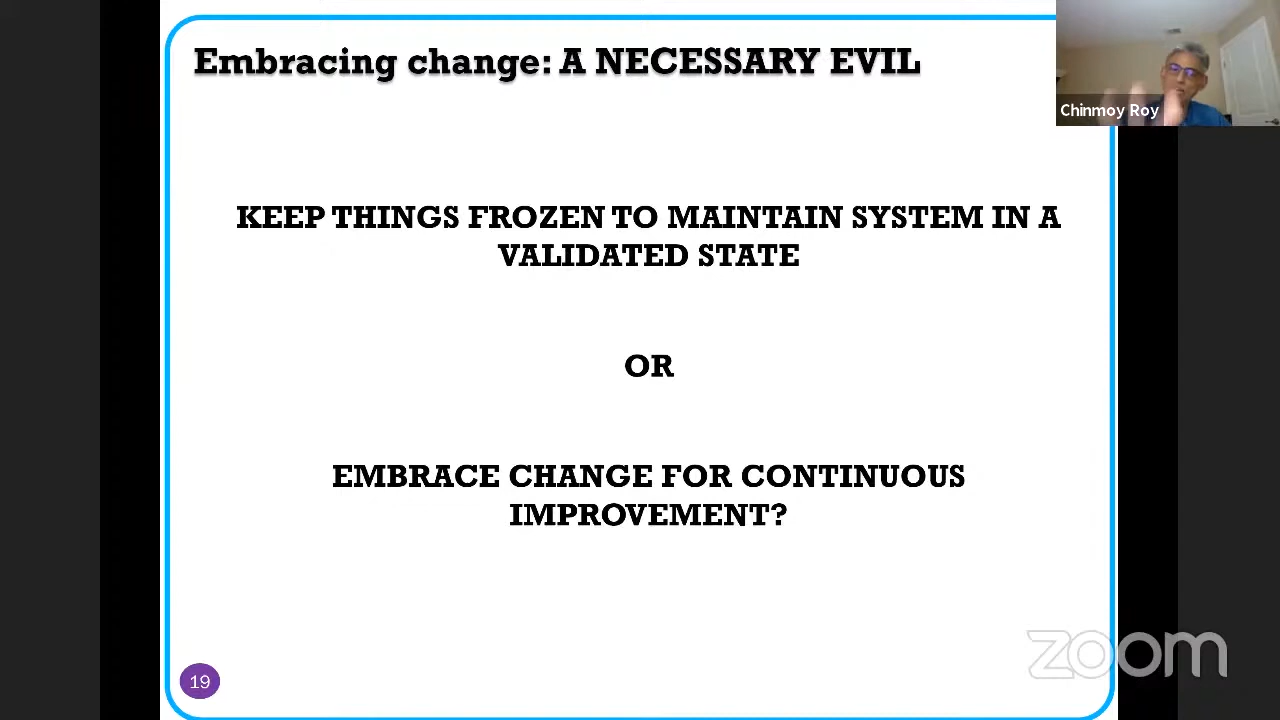 Embracing change: A NECESSARY EVIL
Chinmoy Roy
KEEP THINGS FROZEN TO MAINTAIN SYSTEM IN A
VALIDATED STATE
OR
EMBRACE CHANGE FOR CONTINUOUS
IMPROVEMENT?
19
zoom